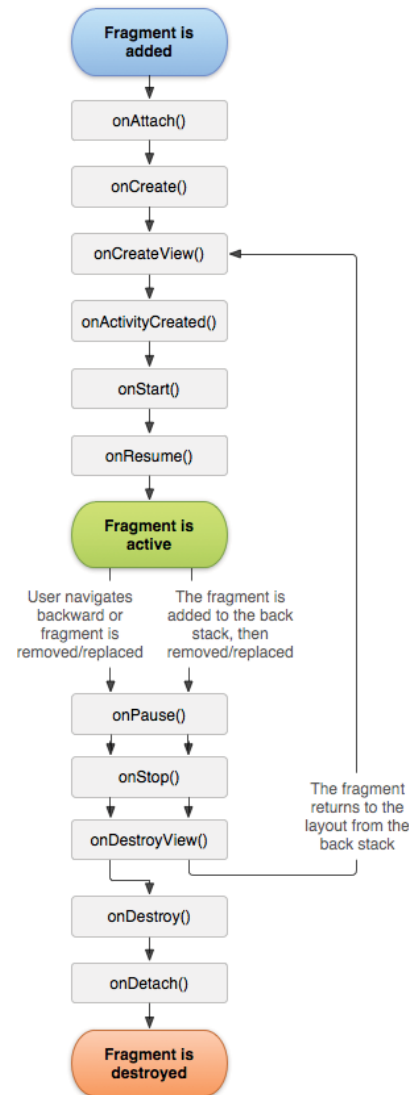 Fragment is
added
onAttach()
onCreate()
onCreateView()
onActivityCreated()
onStart()
onResume()
Fragment is
active
User navigates
backward or
fragment is
removed/replaced
The fragment is
added to the back
stack, then
removed/replaced
onPause()
onStop()
onDestroyView()
The fragment
returns to the
layout from the
back stack
onDestroy()
onDetach()
Fragment is
destroyed